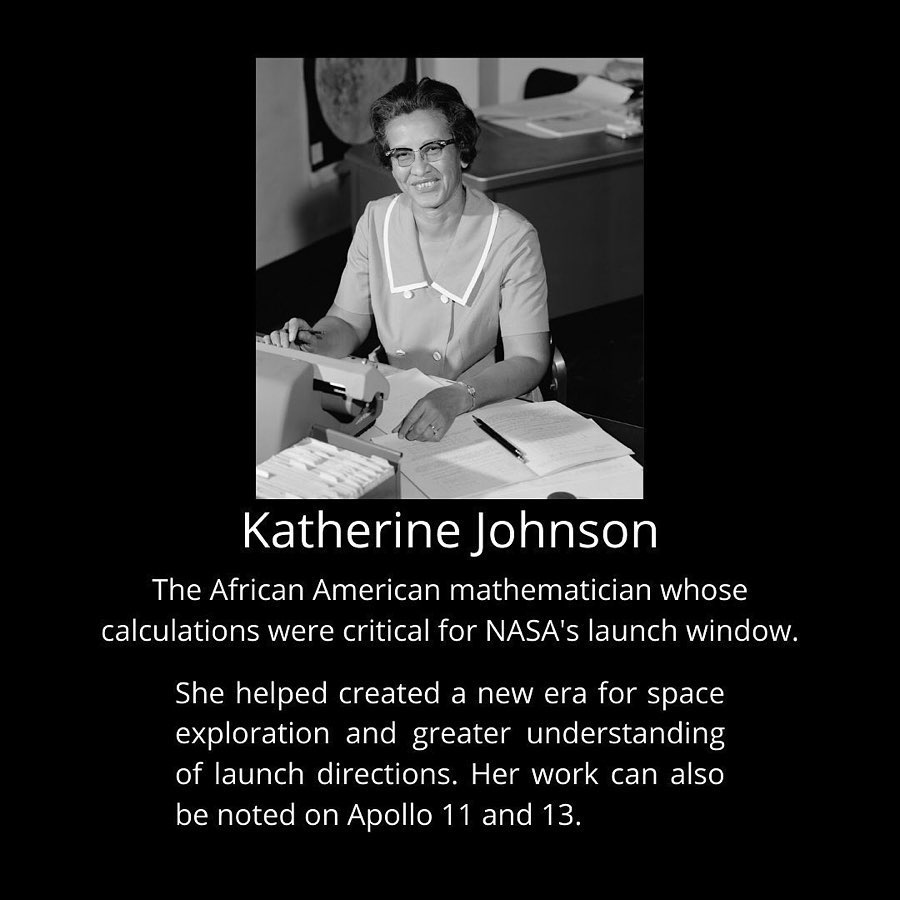 Katherine Johnson
The African American mathematician whose
calculations were critical for NASA's launch window.
She helped created a new era for space
exploration and greater understanding
of launch directions. Her work can also
be noted on Apollo 11 and 13.